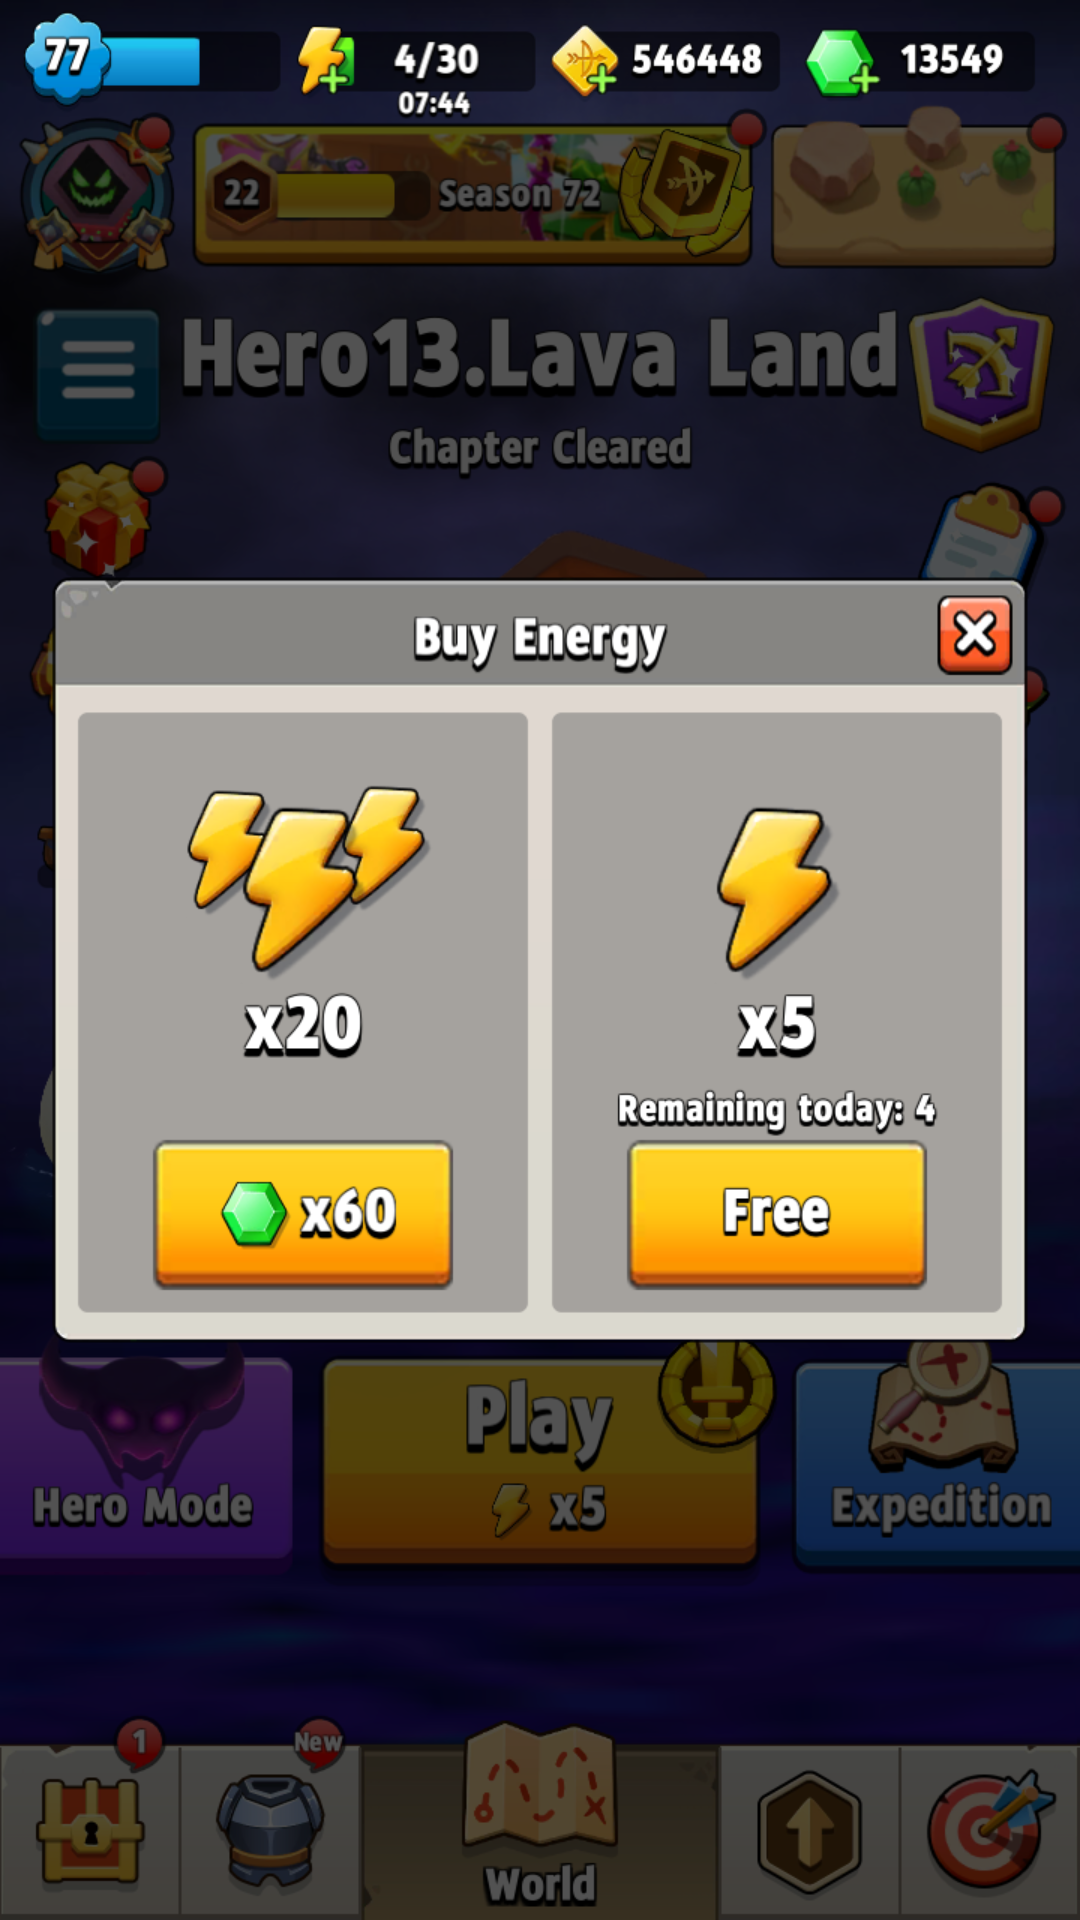 77
4/30
546448
13549
07:44
22
Season 72
Hero13.Lava Land
Chapter Cleared
Buy Energy
x20
x5
Remaining today: 4
x60
Free
Play
x5
Hero Mode
Expedition
1
New
World